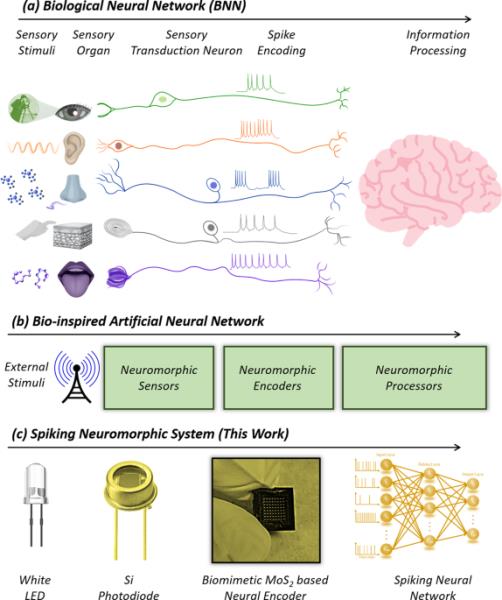 (a) Biological Neural Network (BNN)
Sensory Sensory Sensory Spike Information
Stimuli Organ Transduction Neuron Encoding Processing
(b) Bio-inspired Artificial Neural Network
External Neuromorphic Neuromorphic Neuromorphic
Stimuli Sensors Encoders Processors
(c) Spiking Neuromorphic System (This Work)
White Si Biomimetic MoS2 based Spiking Neural
LED Photodiode Neural Encoder Network